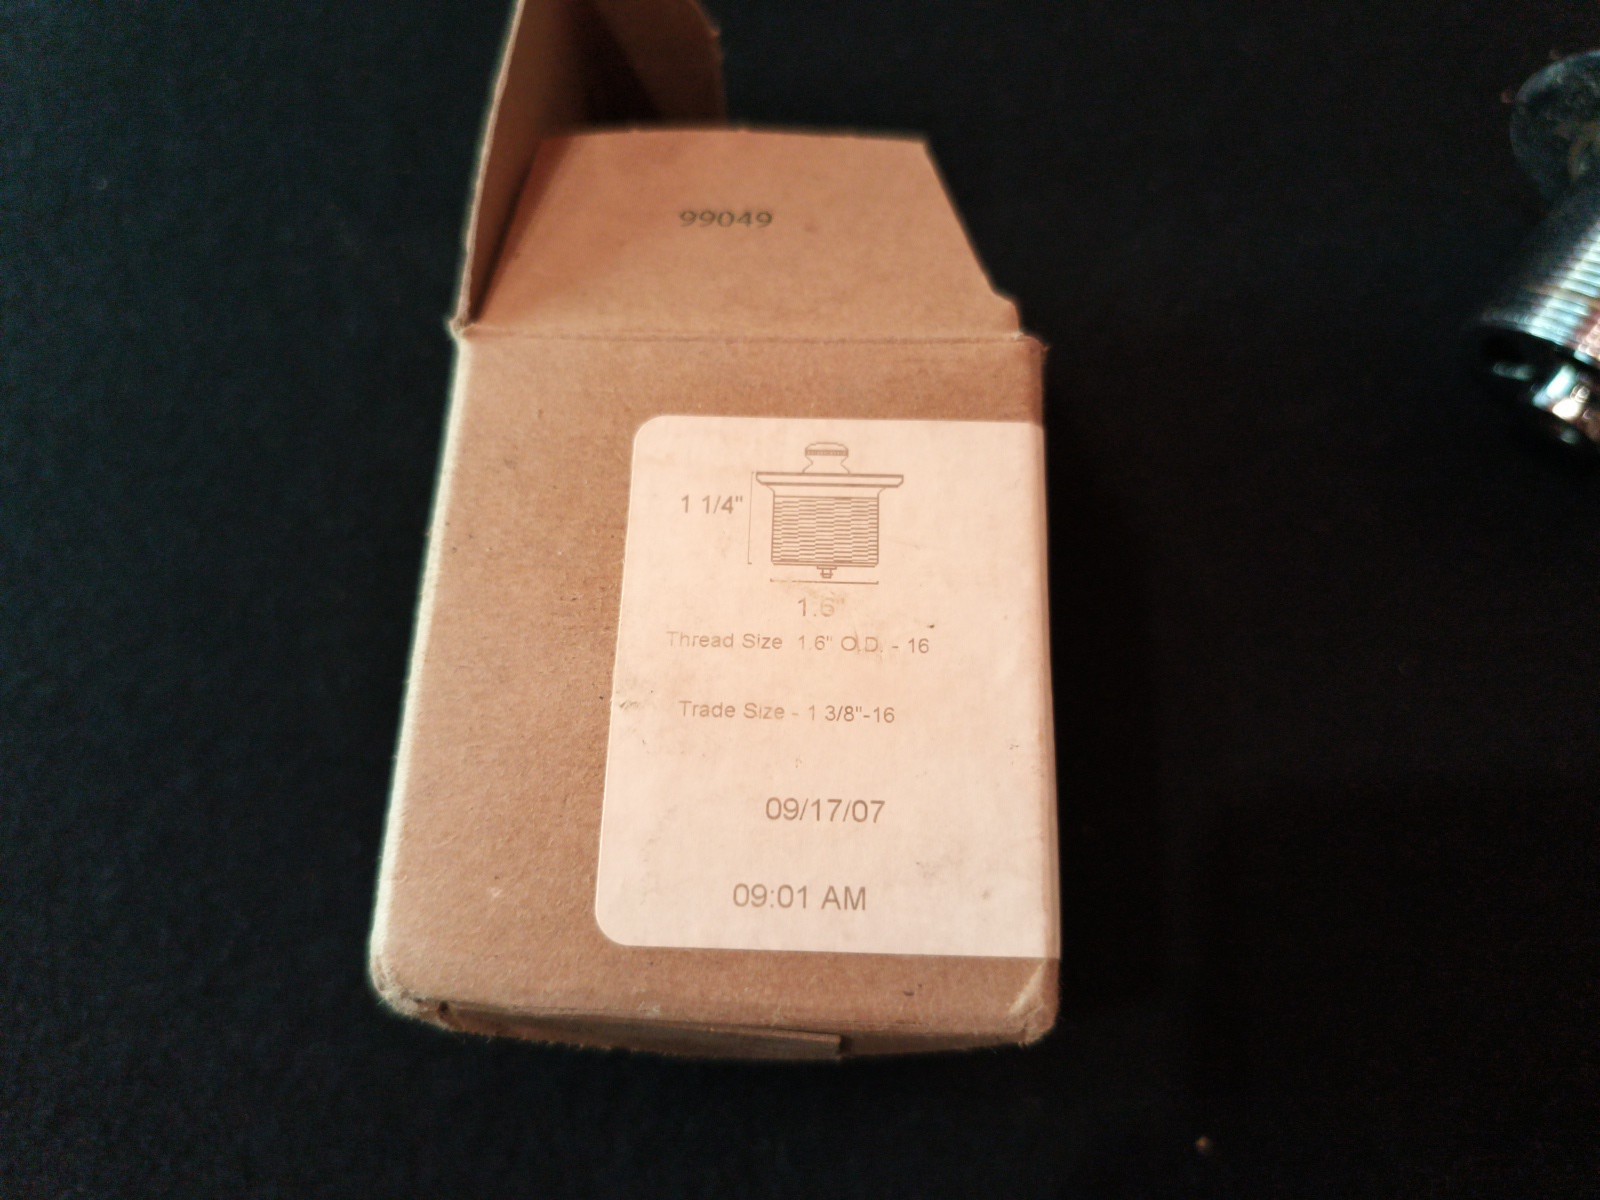 99049
1 1/4"
1.6"
Thread Size 1.6" O.D. - 16
Trade Size - 1 3/8"-16
09/17/07
09:01 AM